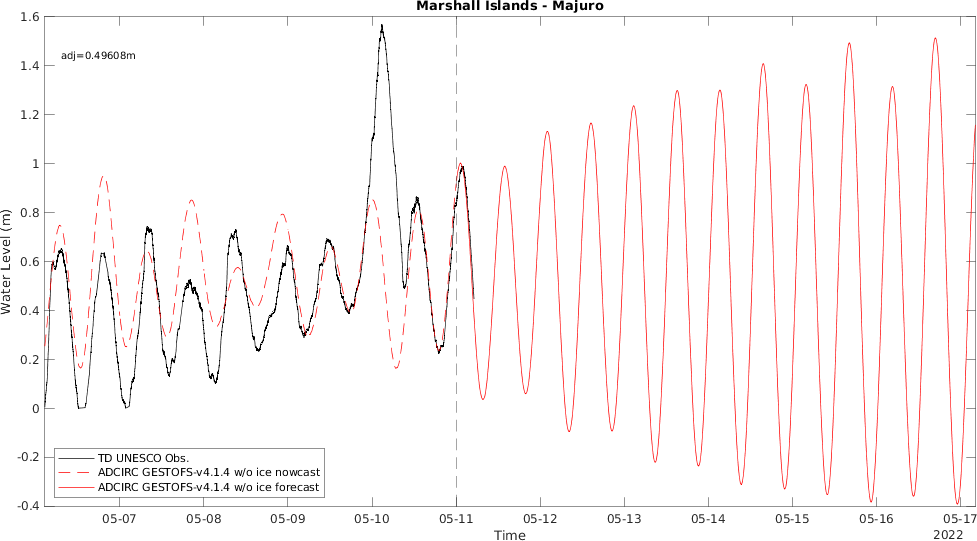 Marshall Islands - Majuro
1.6
1.4
1.2
1
0.8
0.6
0.4
0.2
0
-0.2
-0.4
Water Level (m)
adj=0.49608m
TD UNESCO Obs.
ADCIRC GESTOFS-v4.1.4 w/o ice nowcast
ADCIRC GESTOFS-v4.1.4 w/o ice forecast
05-07 05-08 05-09 05-10 05-11 05-12 05-13 05-14 05-15 05-16 05-17
Time
2022